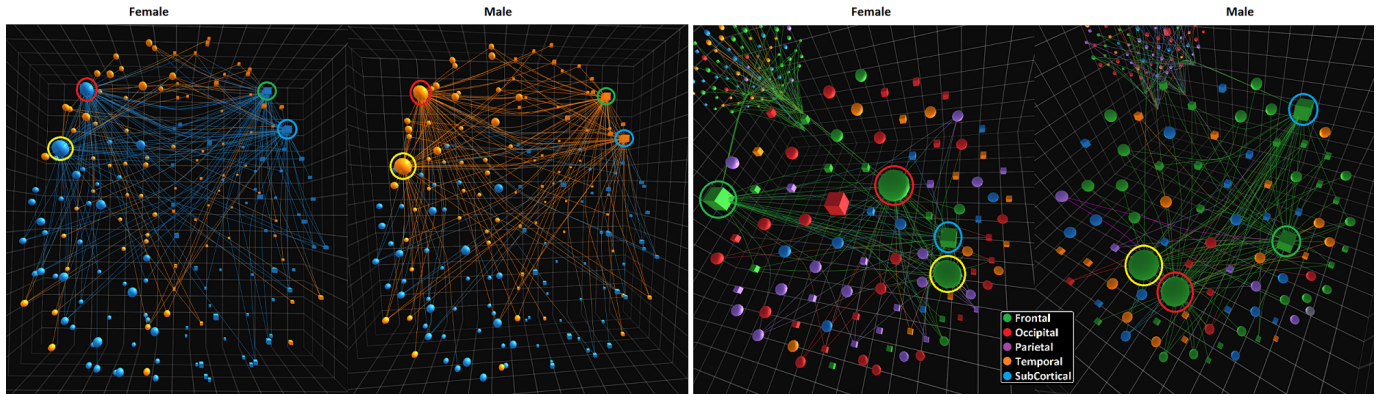 Female
Male
Female
Male
Frontal
Occipital
Parietal
Temporal
SubCortical